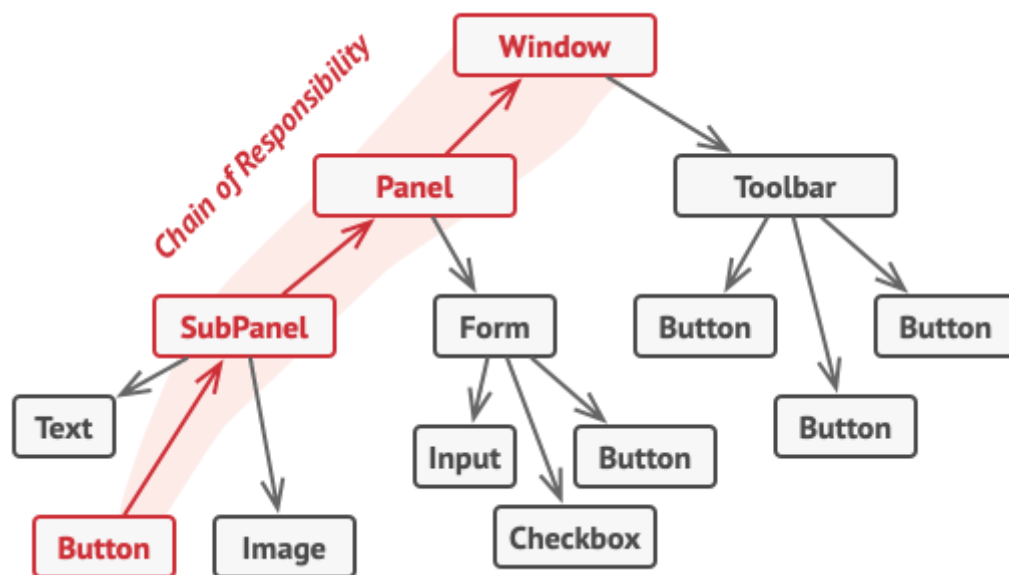 Window
Chain of Responsibility
Panel
Toolbar
SubPanel
Form
Button
Button
Text
Button
Input
Button
Button
Image
Checkbox